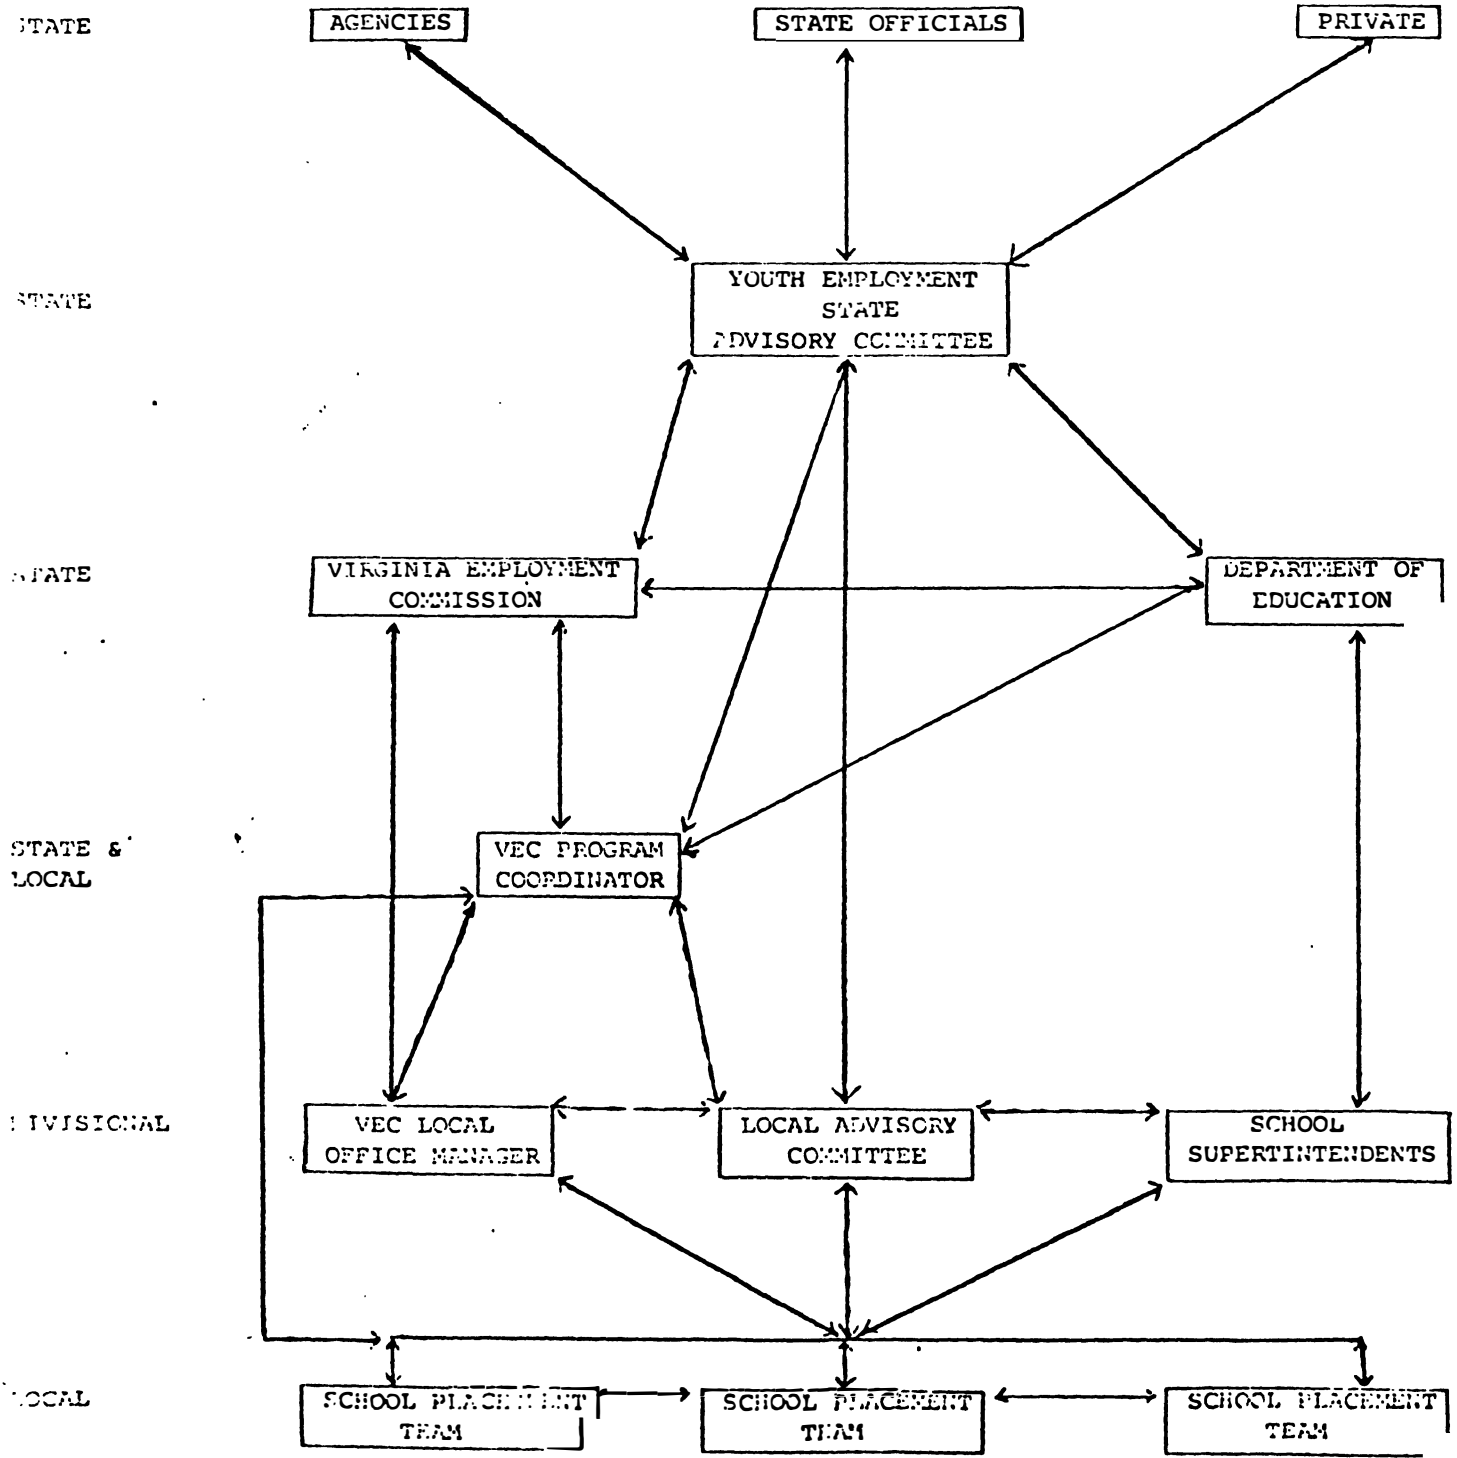 STATE
AGENCIES
STATE OFFICIALS
PRIVATE
STATE
YOUTH EMPLOYMENT
STATE
ADVISORY COMMITTEE
STATE
VIRGINIA EMPLOYMENT
COMMISSION
DEPARTMENT OF
EDUCATION
STATE &
LOCAL
VEC PROGRAM
COORDINATOR
DIVISIONAL
VEC LOCAL
OFFICE MANAGER
LOCAL ADVISORY
COMMITTEE
SCHOOL
SUPERTINTENDENTS
LOCAL
SCHOOL PLACEMENT
TEAM
SCHOOL PLACEMENT
TEAM
SCHOOL PLACEMENT
TEAM